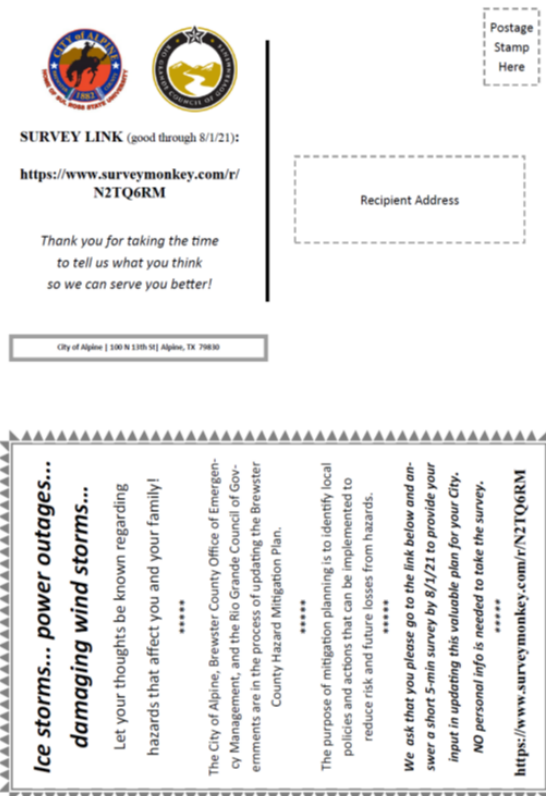 CITY of ALPINE
1882
HOME OF SUL ROSS STATE UNIVERSITY
RIO GRANDE COUNCIL OF GOVERNMENTS
SURVEY LINK (good through 8/1/21):
https://www.surveymonkey.com/r/
N2TQ6RM
Thank you for taking the time
to tell us what you think
so we can serve you better!
City of Alpine | 100 N 13th St| Alpine, TX 79830
Postage
Stamp
Here
Recipient Address
Ice storms... power outages...
damaging wind storms...
Let your thoughts be known regarding
hazards that affect you and your family!
*****
The City of Alpine, Brewster County Office of Emergen-
cy Management, and the Rio Grande Council of Gov-
ernments are in the process of updating the Brewster
County Hazard Mitigation Plan.
*****
The purpose of mitigation planning is to identify local
policies and actions that can be implemented to
reduce risk and future losses from hazards.
*****
We ask that you please go to the link below and an-
swer a short 5-min survey by 8/1/21 to provide your
input in updating this valuable plan for your City.
NO personal info is needed to take the survey.
*****
https://www.surveymonkey.com/r/N2TQ6RM